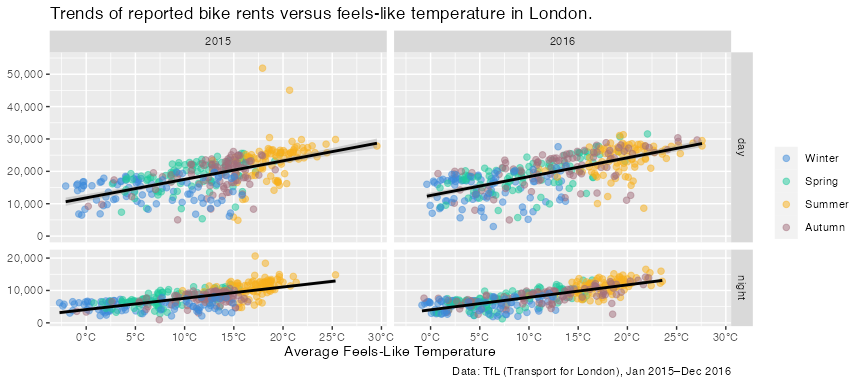 Trends of reported bike rents versus feels-like temperature in London.
2015 2016
50,000
40,000
30,000
20,000
10,000
0
day
20,000
10,000
0
night
0°C 5°C 10°C 15°C 20°C 25°C 30°C 0°C 5°C 10°C 15°C 20°C 25°C 30°C
Average Feels-Like Temperature
Winter
Spring
Summer
Autumn
Data: TfL (Transport for London), Jan 2015–Dec 2016